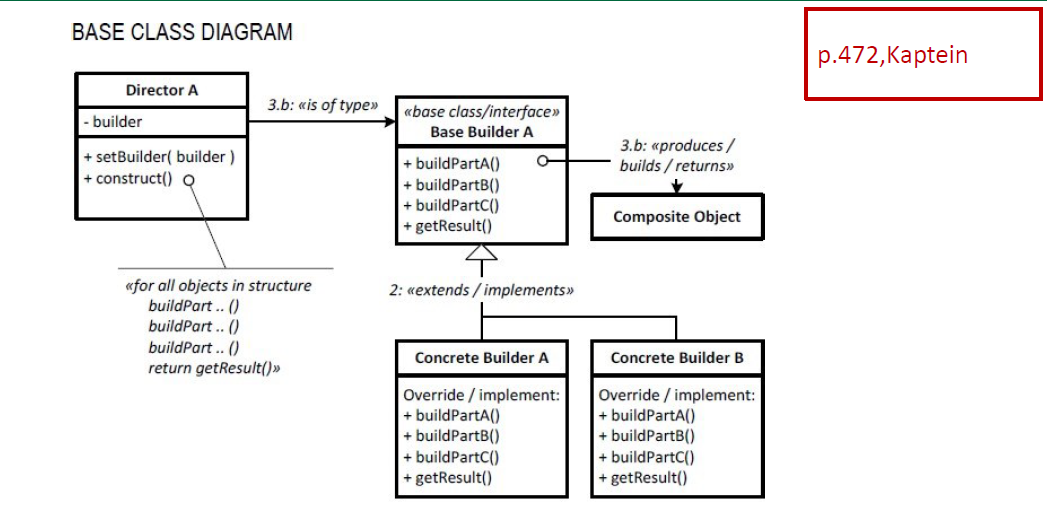 BASE CLASS DIAGRAM
p.472,Kaptein
Director A
- builder
+ setBuilder( builder )
+ construct()
3.b: «is of type»
«base class/interface»
Base Builder A
+ buildPartA()
+ buildPartB()
+ buildPartC()
+ getResult()
3.b: «produces /
builds / returns»
Composite Object
«for all objects in structure
buildPart .. ()
buildPart .. ()
buildPart .. ()
return getResult()»
2: «extends / implements»
Concrete Builder A
Override / implement:
+ buildPartA()
+ buildPartB()
+ buildPartC()
+ getResult()
Concrete Builder B
Override / implement:
+ buildPartA()
+ buildPartB()
+ buildPartC()
+ getResult()